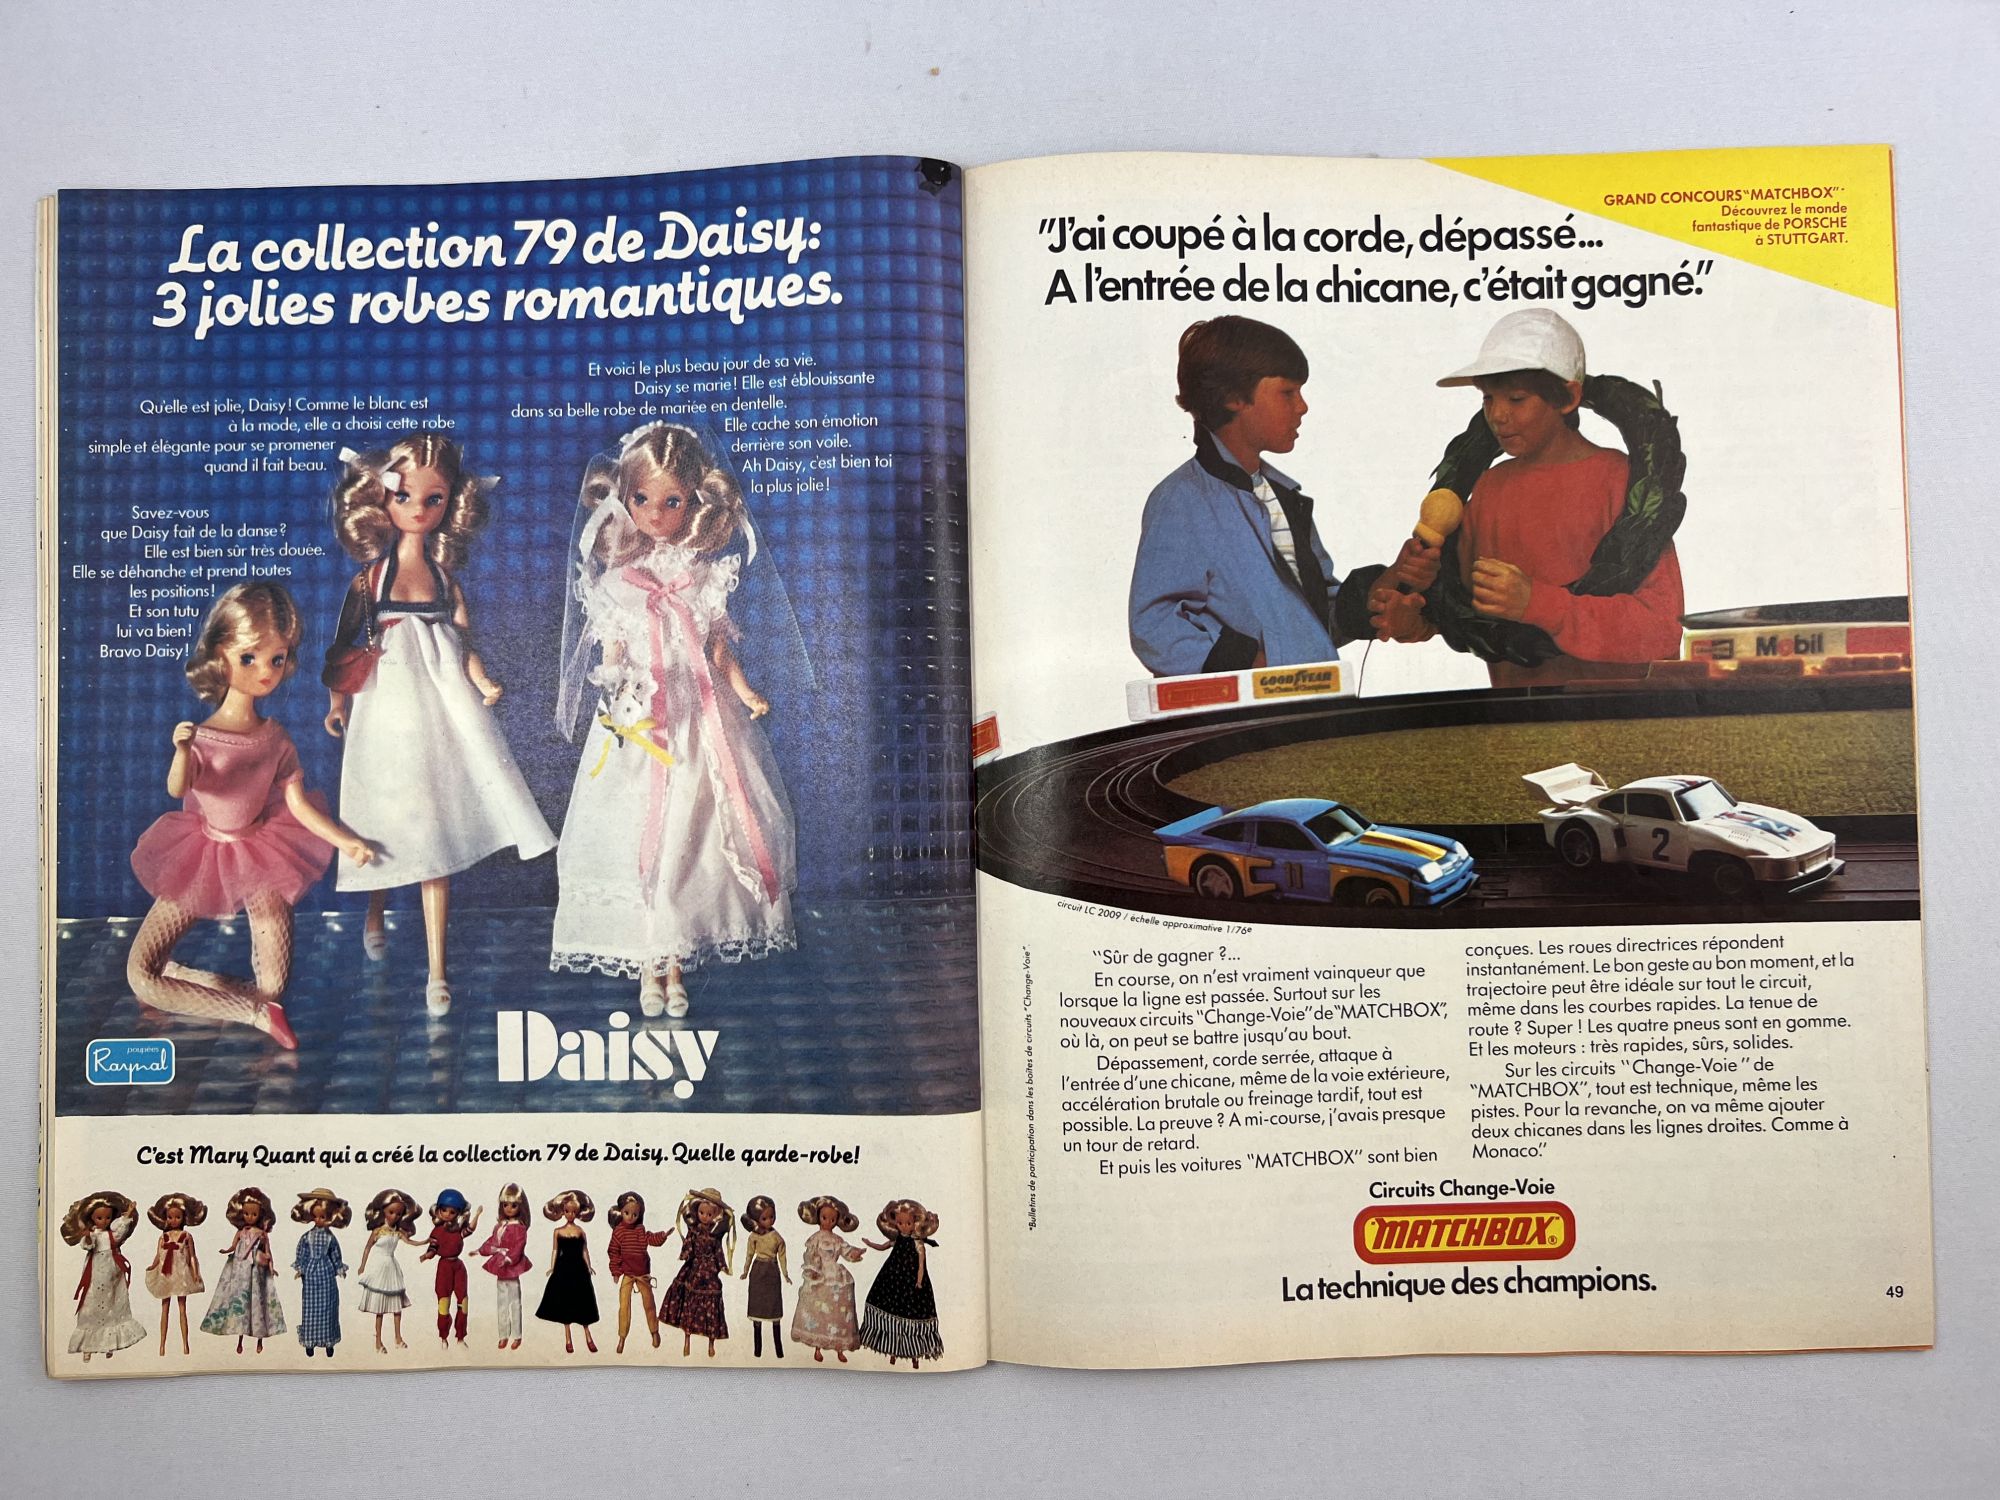 La collection 79 de Daisy:
3 jolies robes romantiques.
Et voici le plus beau jour de sa vie.
Daisy se marie! Elle est éblouissante
dans sa belle robe de mariée en dentelle.
Elle cache son émotion
derrière son voile.
Ah Daisy, c'est bien toi
la plus jolie!
Qu'elle est jolie, Daisy! Comme le blanc est
à la mode, elle a choisi cette robe
simple et élégante pour se promener
quand il fait beau.
Savez-vous
que Daisy fait de la danse?
Elle est bien sûr très douée.
Elle se déhanche et prend toutes
les positions!
Et son tutu
lui va bien!
Bravo Daisy!
poupées
Raynal
Daisy
C'est Mary Quant qui a créé la collection 79 de Daisy. Quelle garde-robe!
GRAND CONCOURS "MATCHBOX"*
Découvrez le monde
fantastique de PORSCHE
à STUTTGART.
"J'ai coupé à la corde, dépassé...
A l'entrée de la chicane, c'était gagné."
GOODYEAR
Mobil
11
2
circuit LC 2009 / échelle approximative 1/76e
"Sûr de gagner ?...
En course, on n'est vraiment vainqueur que
lorsque la ligne est passée. Surtout sur les
nouveaux circuits "Change-Voie" de "MATCHBOX",
où là, on peut se battre jusqu'au bout.
Dépassement, corde serrée, attaque à
l'entrée d'une chicane, même de la voie extérieure,
accélération brutale ou freinage tardif, tout est
possible. La preuve ? A mi-course, j'avais presque
un tour de retard.
Et puis les voitures "MATCHBOX" sont bien
conçues. Les roues directrices répondent
instantanément. Le bon geste au bon moment, et la
trajectoire peut être idéale sur tout le circuit,
même dans les courbes rapides. La tenue de
route ? Super ! Les quatre pneus sont en gomme.
Et les moteurs : très rapides, sûrs, solides.
Sur les circuits "Change-Voie" de
"MATCHBOX", tout est technique, même les
pistes. Pour la revanche, on va même ajouter
deux chicanes dans les lignes droites. Comme à
Monaco."
*Bulletins de participation dans les boîtes de circuits "Change-Voie".
Circuits Change-Voie
"MATCHBOX"®
La technique des champions.
49